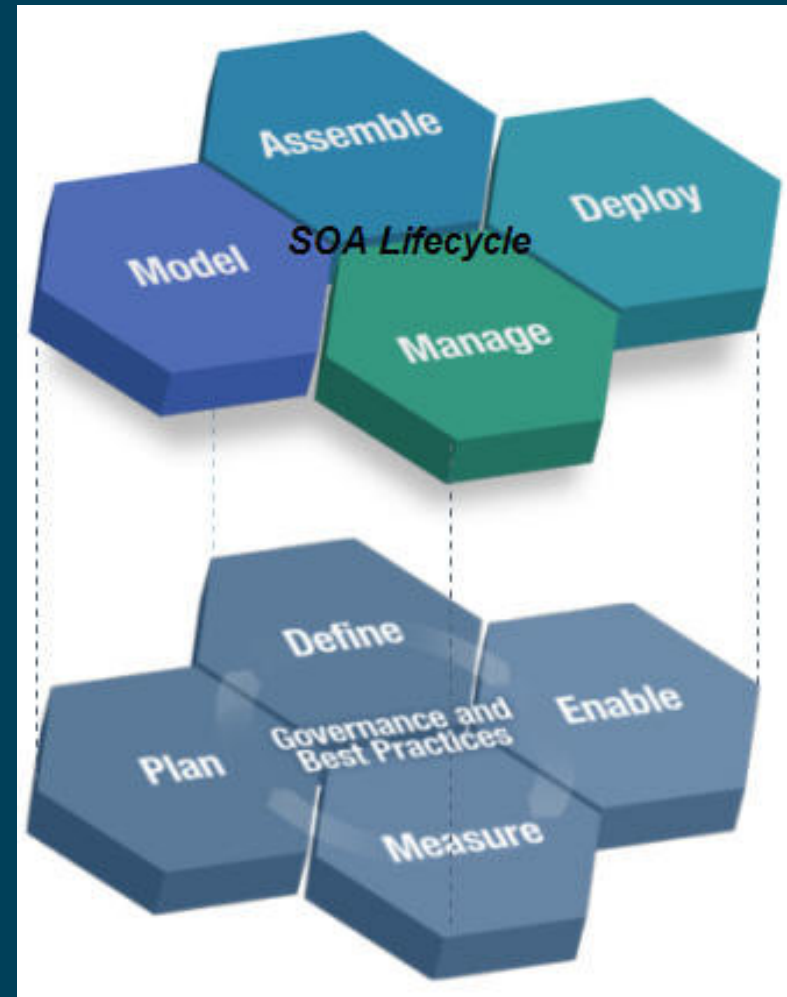 Assemble
Deploy
SOA Lifecycle
Model
Manage
Define
Enable
Governance and
Best Practices
Plan
Measure